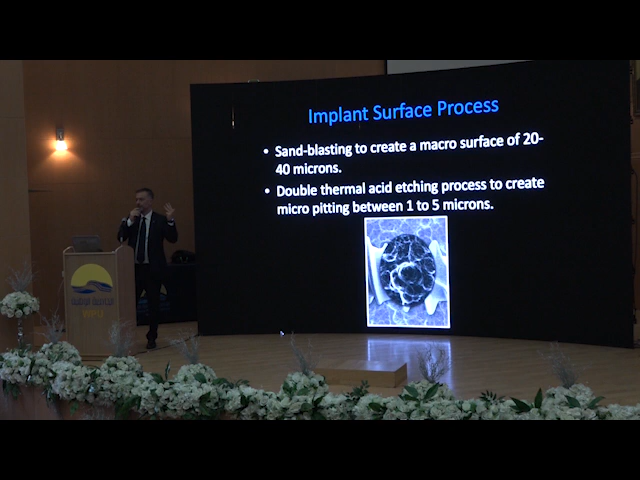 Implant Surface Process
• Sand-blasting to create a macro surface of 20-
40 microns.
• Double thermal acid etching process to create
micro pitting between 1 to 5 microns.
WPU